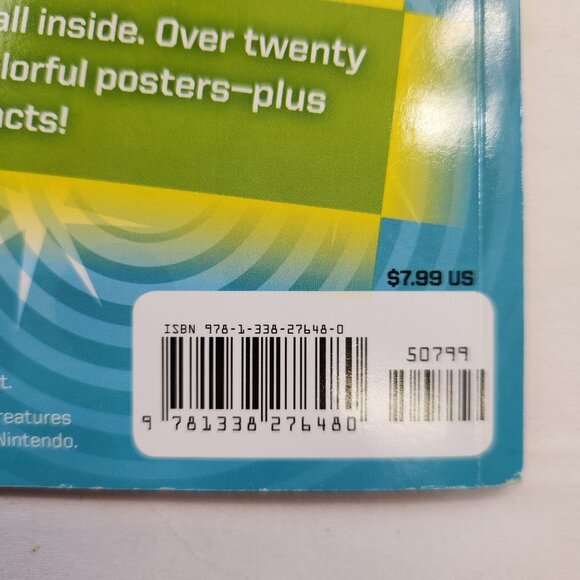 all inside. Over twenty
lorful posters—plus
acts!
$7.99 US
ISBN 978-1-338-27648-0
50799
9 781338 276480
t.
reatures
Nintendo.